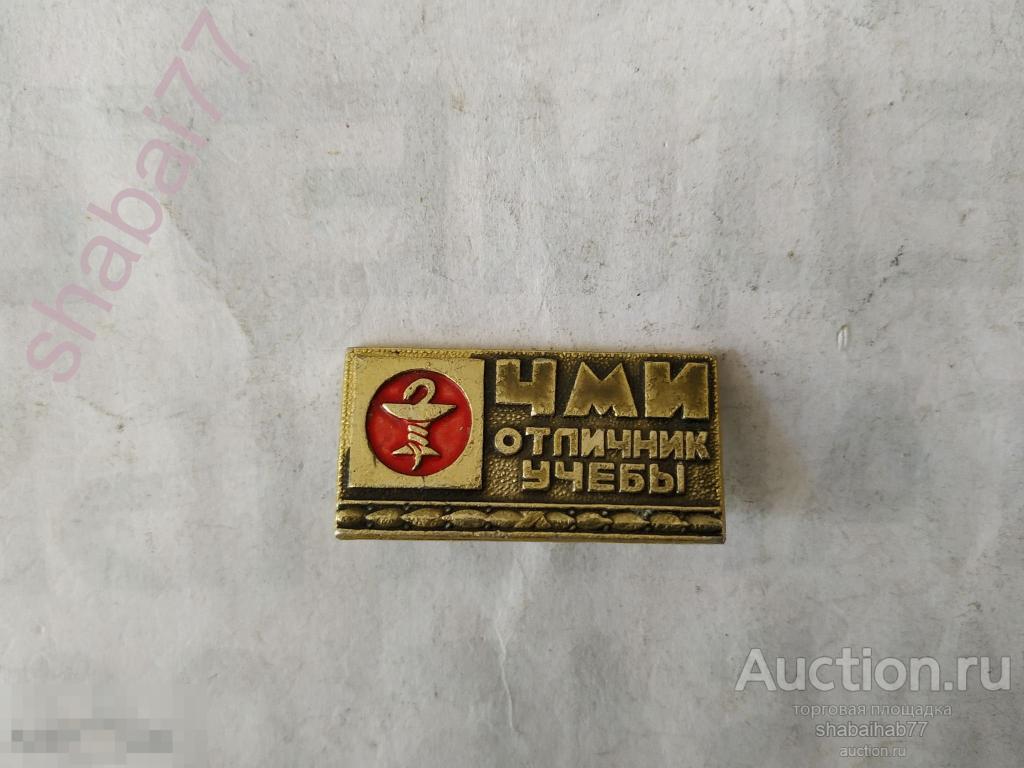 shabai77
ЧМИ
ОТЛИЧНИК
УЧЕБЫ
Auction.ru
торговая площадка
shabaihab77
auction.ru